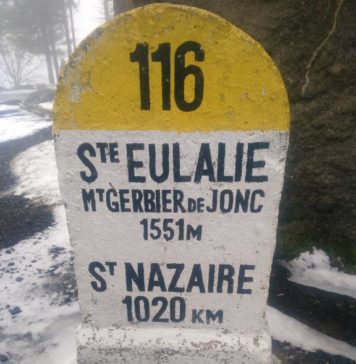 116
STE EULALIE
MT GERBIER DE JONC
1551M
ST NAZAIRE
1020 KM